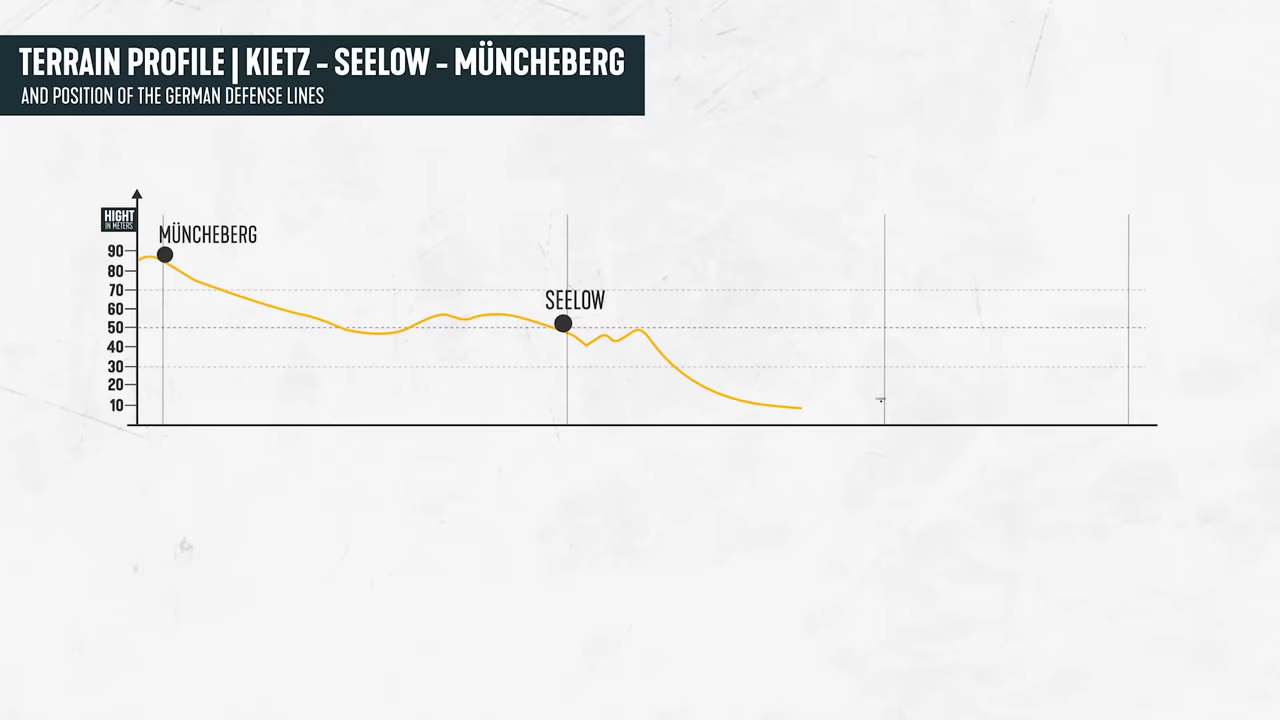 TERRAIN PROFILE | KIETZ - SEELOW - MÜNCHEBERG
AND POSITION OF THE GERMAN DEFENSE LINES
HIGHT
IN METERS
MÜNCHEBERG
90
80
70
SEELOW
60
50
40
30
20
10